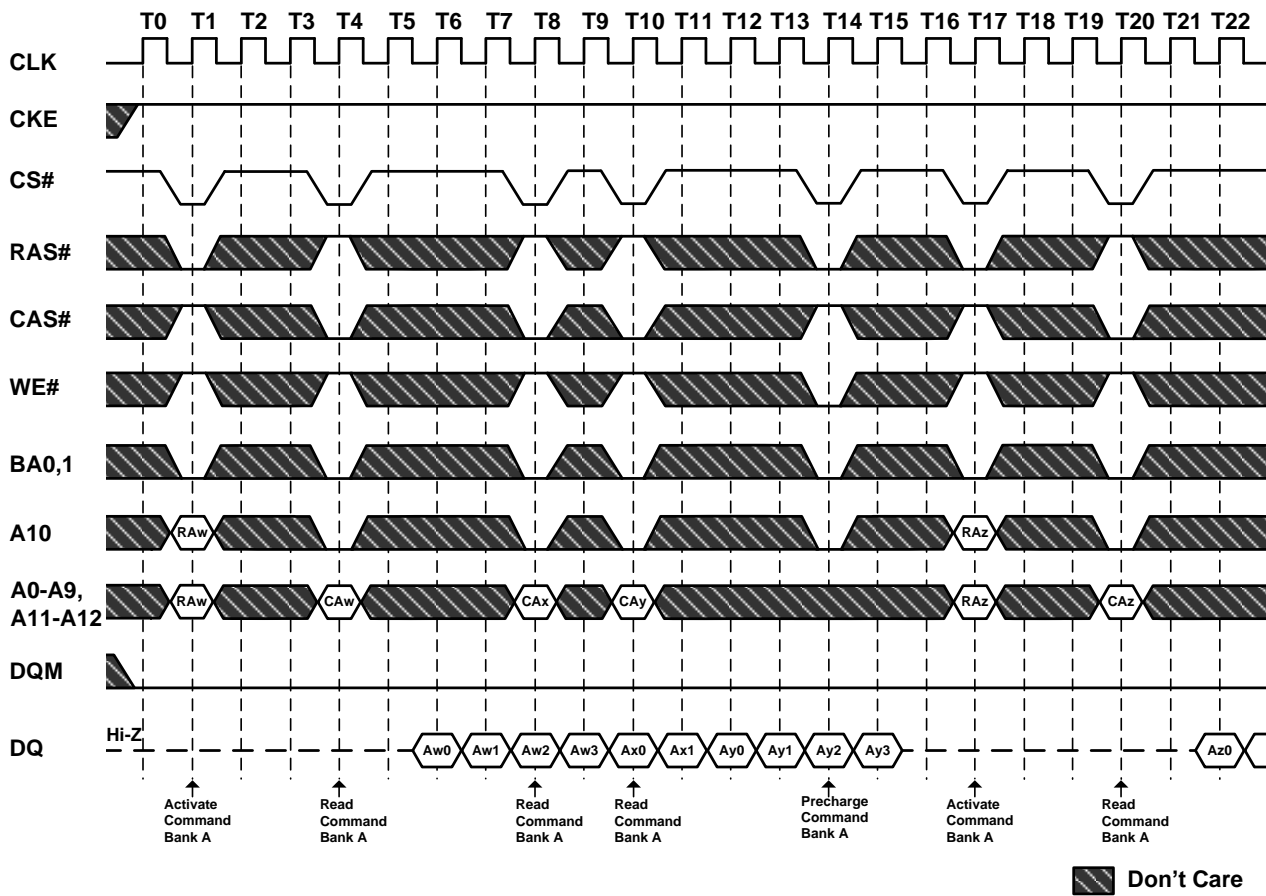 T0 T1 T2 T3 T4 T5 T6 T7 T8 T9 T10 T11 T12 T13 T14 T15 T16 T17 T18 T19 T20 T21 T22
CLK
CKE
CS#
RAS#
CAS#
WE#
BA0,1
A10
RAw
RAz
A0-A9,
A11-A12
RAw
CAw
CAx
CAy
RAz
CAz
DQM
DQ
Hi-Z
Aw0
Aw1
Aw2
Aw3
Ax0
Ax1
Ay0
Ay1
Ay2
Ay3
Az0
Activate
Command
Bank A
Read
Command
Bank A
Read
Command
Bank A
Read
Command
Bank A
Precharge
Command
Bank A
Activate
Command
Bank A
Read
Command
Bank A
Don't Care